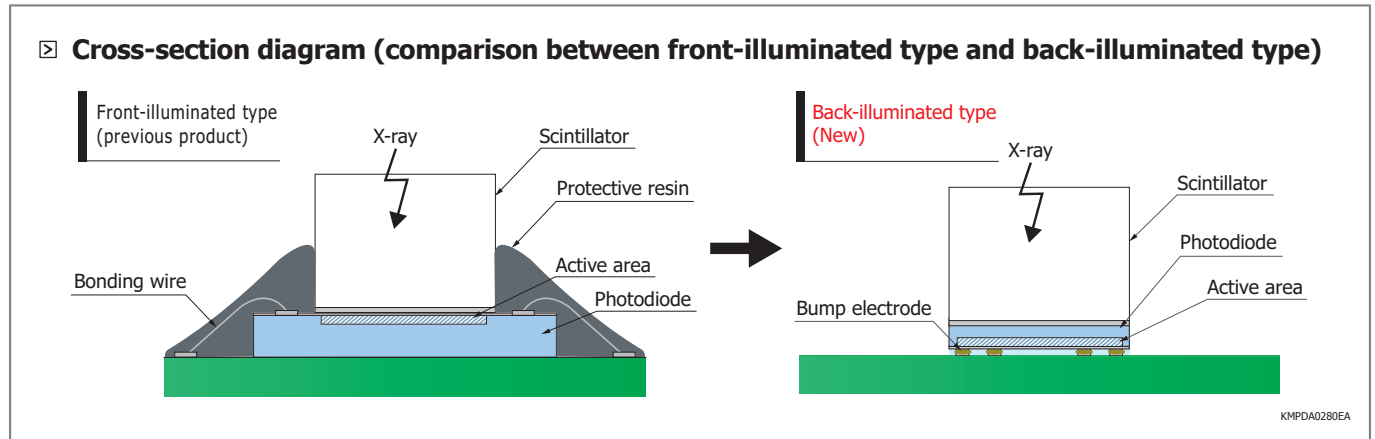 Cross-section diagram (comparison between front-illuminated type and back-illuminated type)
Front-illuminated type
(previous product)
X-ray
Scintillator
Protective resin
Bonding wire
Active area
Photodiode
Back-illuminated type
(New)
X-ray
Scintillator
Photodiode
Active area
Bump electrode
KMPDA0280EA